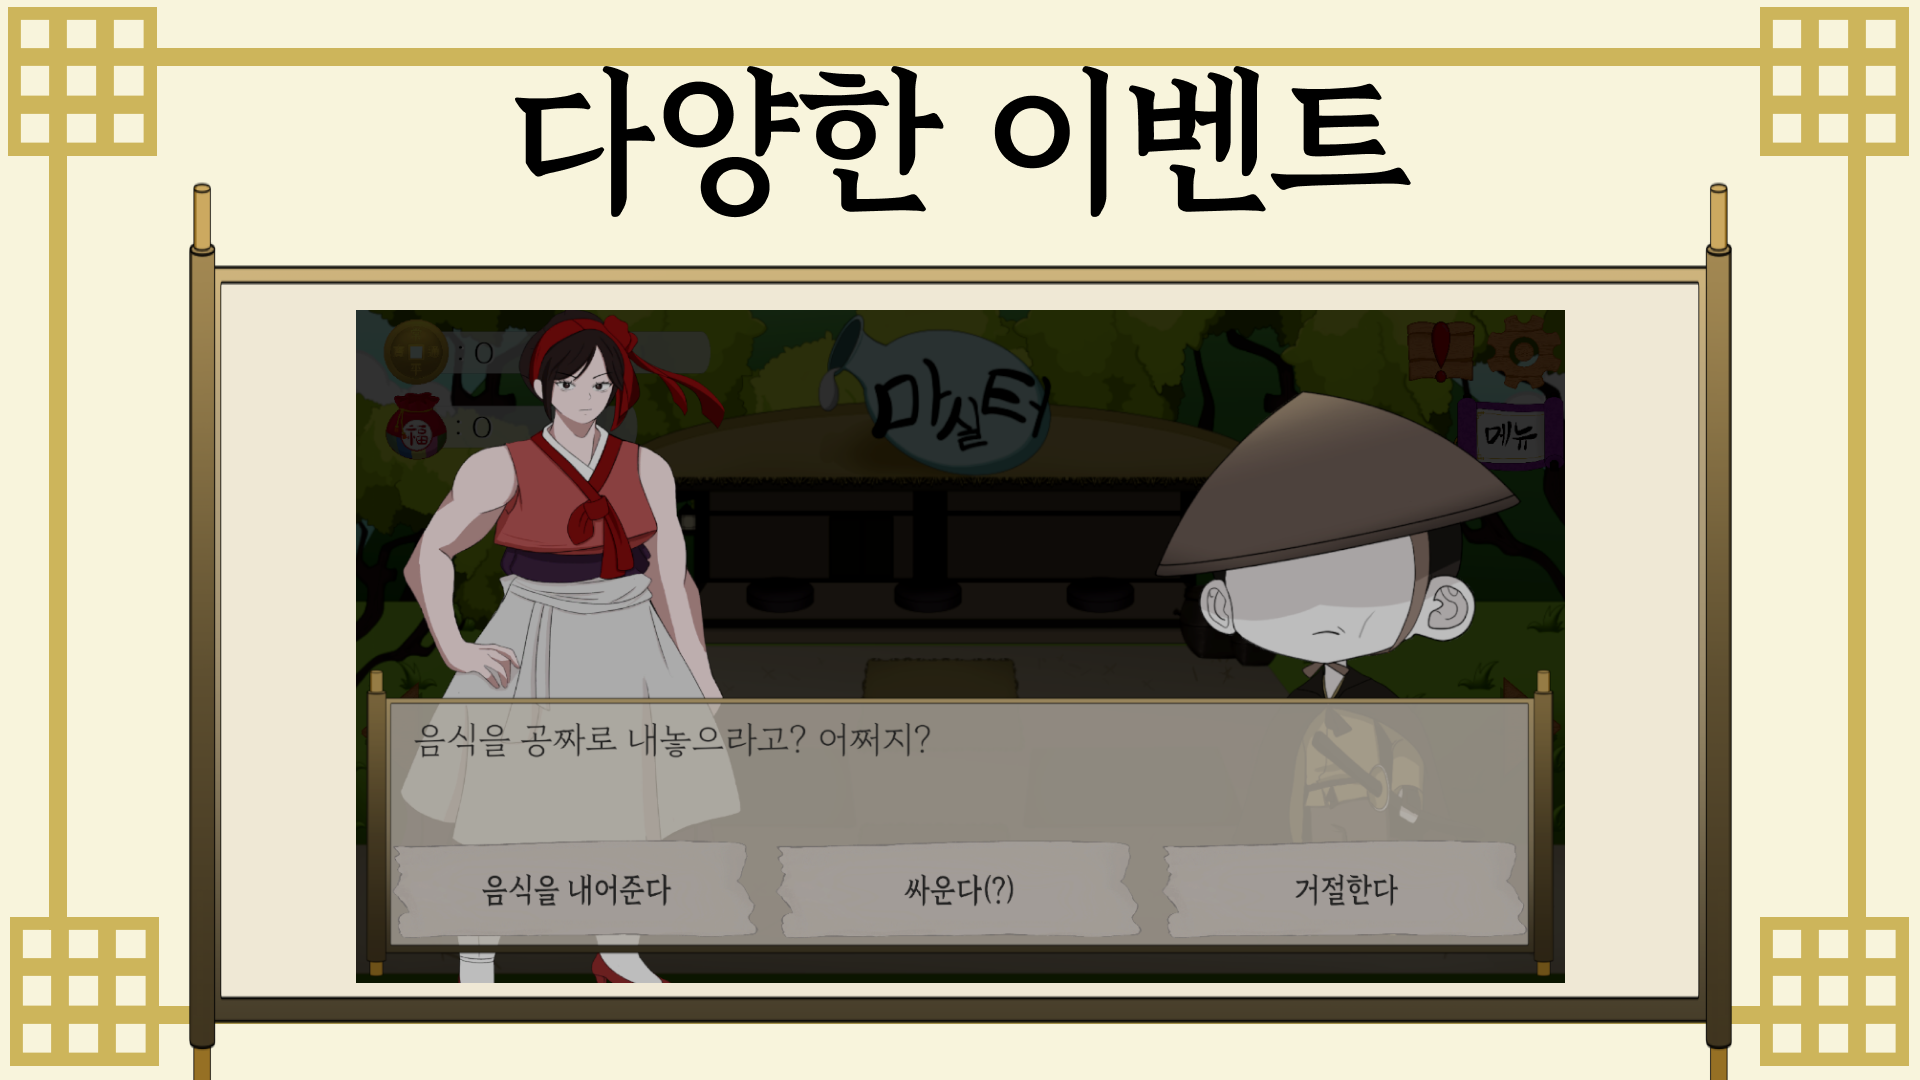 다양한 이벤트
: 0
마실터
: 0
福
메뉴
음식을 공짜로 내놓으라고? 어쩌지?
음식을 내어준다
싸운다(?)
거절한다